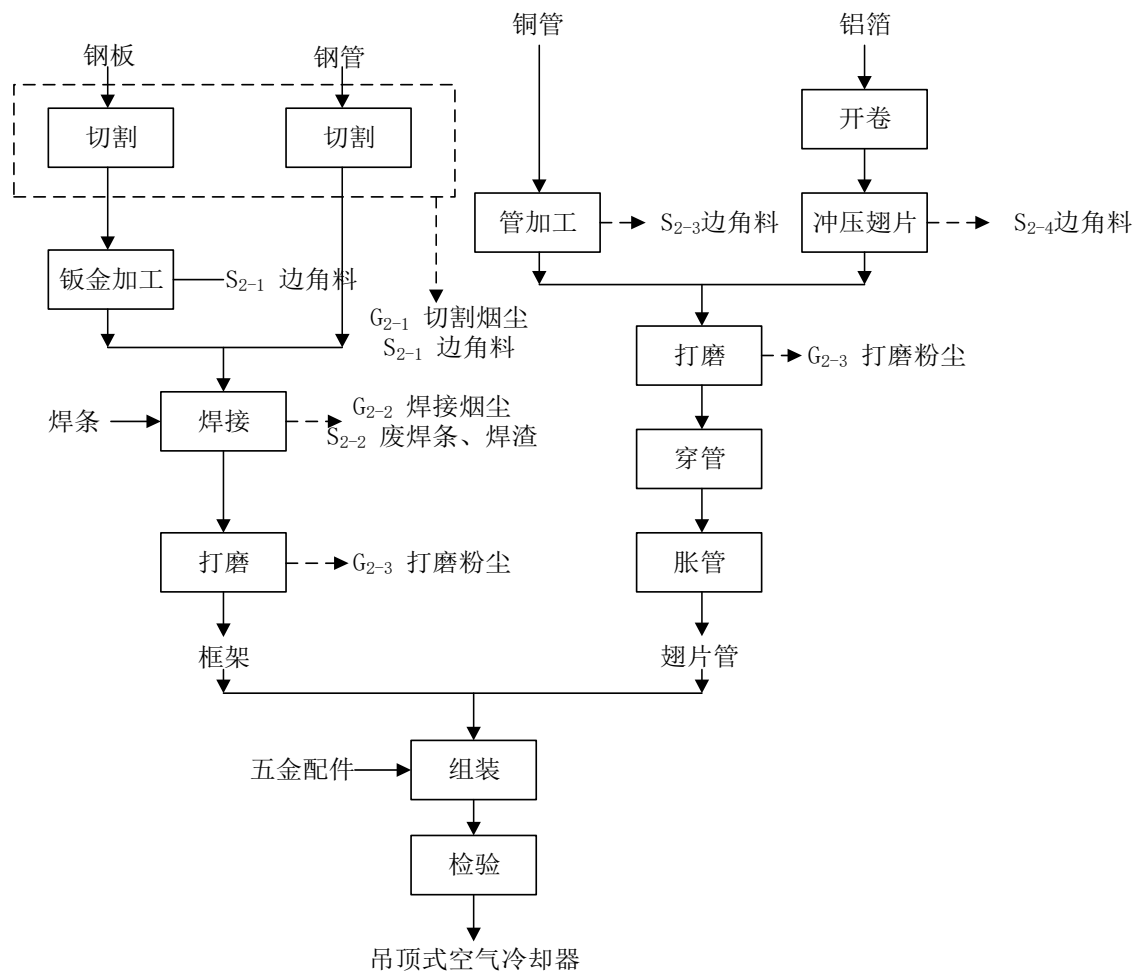 铜管
铝箔
钢板
钢管
切割
切割
开卷
管加工
S₂₋₃边角料
冲压翅片
S₂₋₄边角料
钣金加工
S₂₋₁ 边角料
G₂₋₁ 切割烟尘
S₂₋₁ 边角料
打磨
G₂₋₃ 打磨粉尘
焊条
焊接
G₂₋₂ 焊接烟尘
S₂₋₂ 废焊条、焊渣
穿管
打磨
G₂₋₃ 打磨粉尘
胀管
框架
翅片管
五金配件
组装
检验
吊顶式空气冷却器